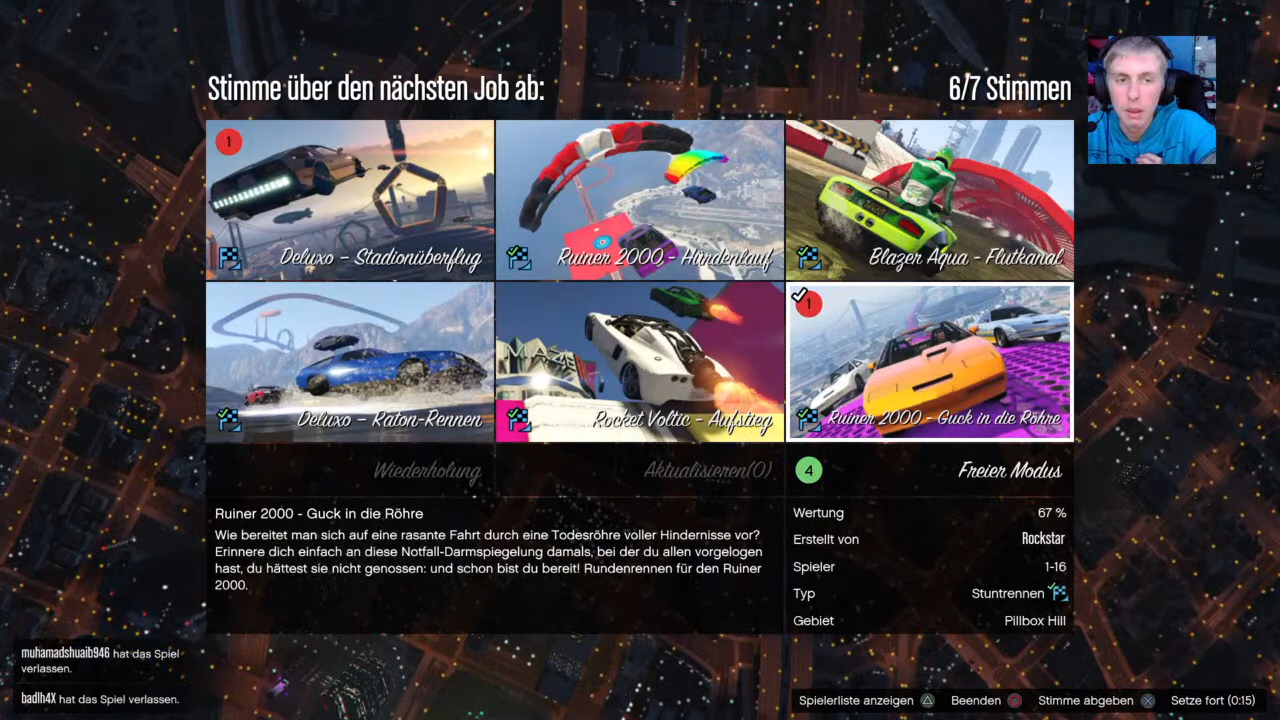 Stimme über den nächsten Job ab:
6/7 Stimmen
1
Deluxo – Stadionüberflug
Ruiner 2000 - Hürdenlauf
Blazer Aqua - Flutkanal
Deluxo – Raton-Rennen
MAZE
Rocket Voltic - Aufstieg
1
Ruiner 2000 - Guck in die Röhre
Wiederholung
Aktualisieren(0)
4
Freier Modus
Ruiner 2000 - Guck in die Röhre
Wie bereitet man sich auf eine rasante Fahrt durch eine Todesröhre voller Hindernisse vor?
Erinnere dich einfach an diese Notfall-Darmspiegelung damals, bei der du allen vorgelogen
hast, du hättest sie nicht genossen: und schon bist du bereit! Rundenrennen für den Ruiner
2000.
Wertung 67 %
Erstellt von Rockstar
Spieler 1-16
Typ Stuntrennen
Gebiet Pillbox Hill
muhamadshuaib946 hat das Spiel
verlassen.
badlh4X hat das Spiel verlassen.
Spielerliste anzeigen Beenden Stimme abgeben Setze fort (0:15)